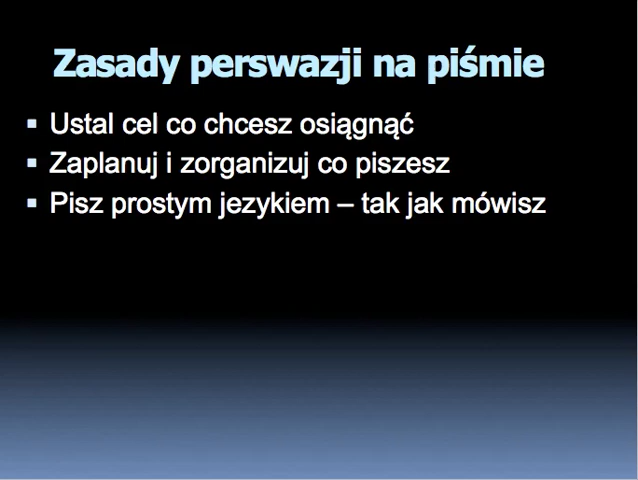 Zasady perswazji na piśmie
Ustal cel co chcesz osiągnąć
Zaplanuj i zorganizuj co piszesz
Pisz prostym jezykiem – tak jak mówisz